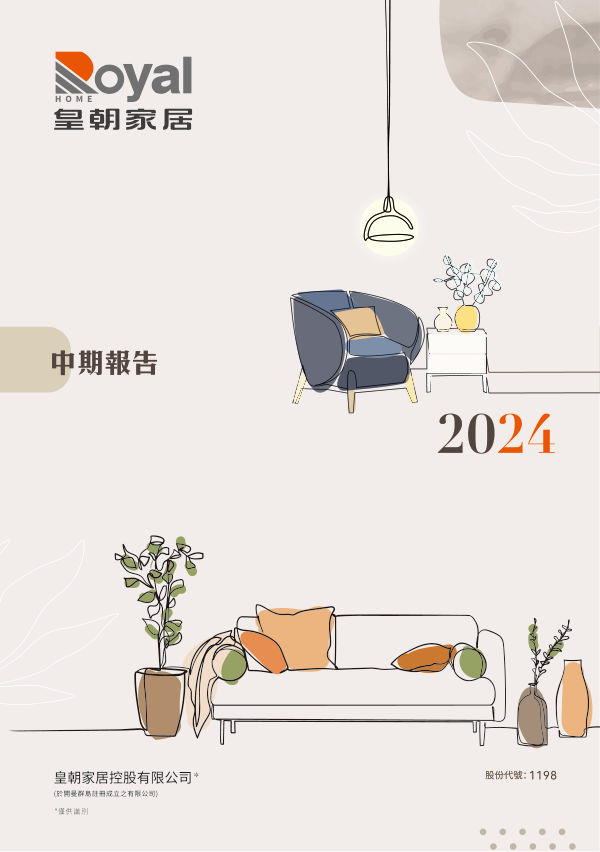 Royal
HOME
皇朝家居
中期報告
2024
皇朝家居控股有限公司*
(於開曼群島註冊成立之有限公司)
*僅供識別
股份代號：1198